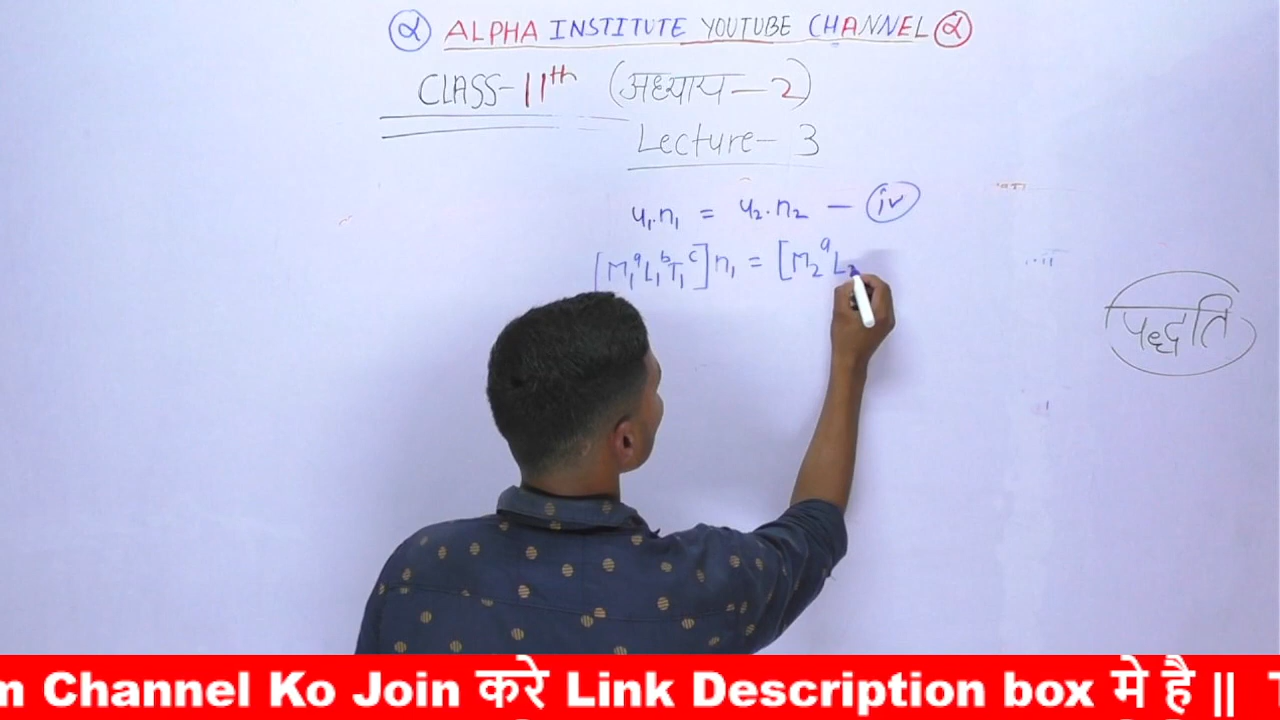 α ALPHA INSTITUTE YOUTUBE CHANNEL α
CLASS-11th (अध्याय-2)
Lecture-3
u₁.n₁ = u₂.n₂ — iv
[M₁ᵃL₁ᵇT₁ᶜ]n₁ = [M₂ᵃL₂
पद्धति
m Channel Ko Join करे Link Description box मे है ||